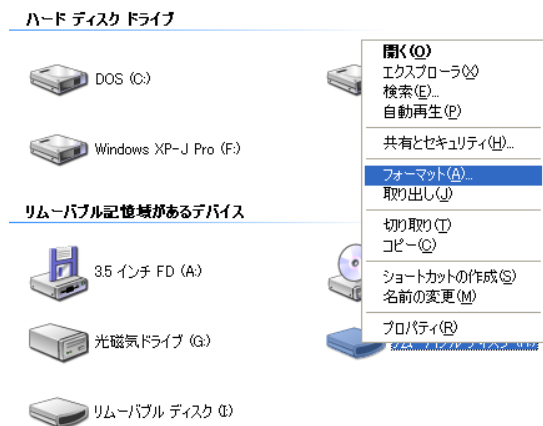 ハード ディスク ドライブ
DOS (C:)
Windows XP-J Pro (F:)
リムーバブル記憶域があるデバイス
3.5 インチ FD (A:)
光磁気ドライブ (G:)
リムーバブル ディスク (I:)
開く(O)
エクスプローラ(X)
検索(E)...
自動再生(P)
共有とセキュリティ(H)...
フォーマット(A)...
取り出し(J)
切り取り(T)
コピー(C)
ショートカットの作成(S)
名前の変更(M)
プロパティ(R)